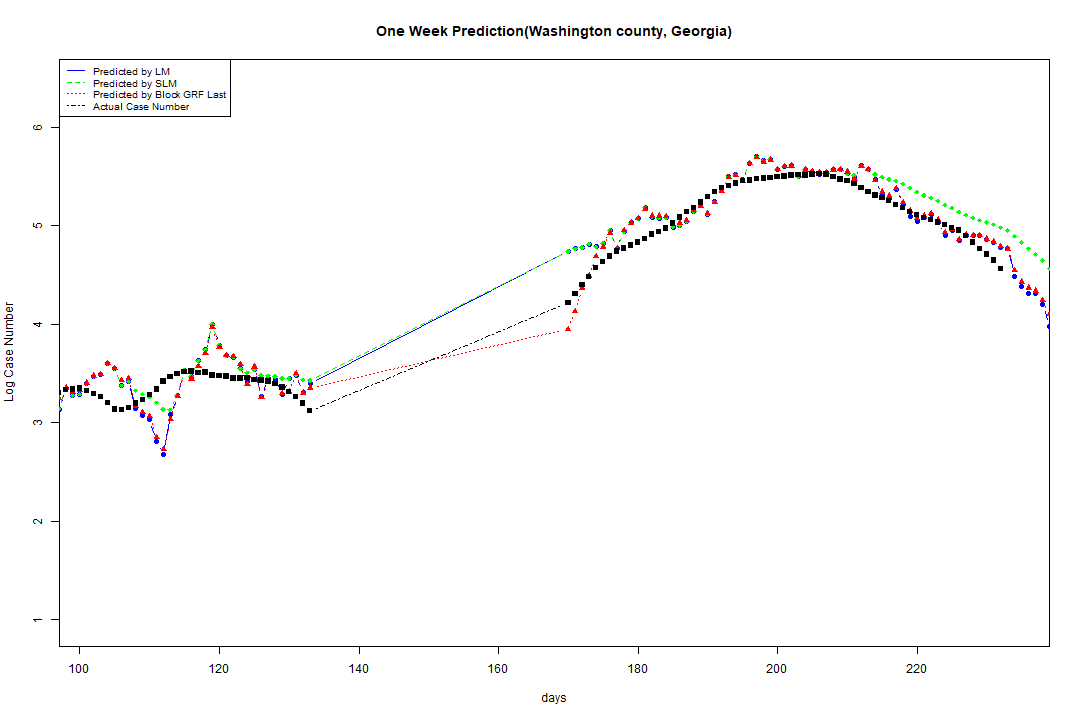 One Week Prediction(Washington county, Georgia)
Predicted by LM
Predicted by SLM
Predicted by Block GRF Last
Actual Case Number
6
5
4
3
2
1
Log Case Number
100 120 140 160 180 200 220
days